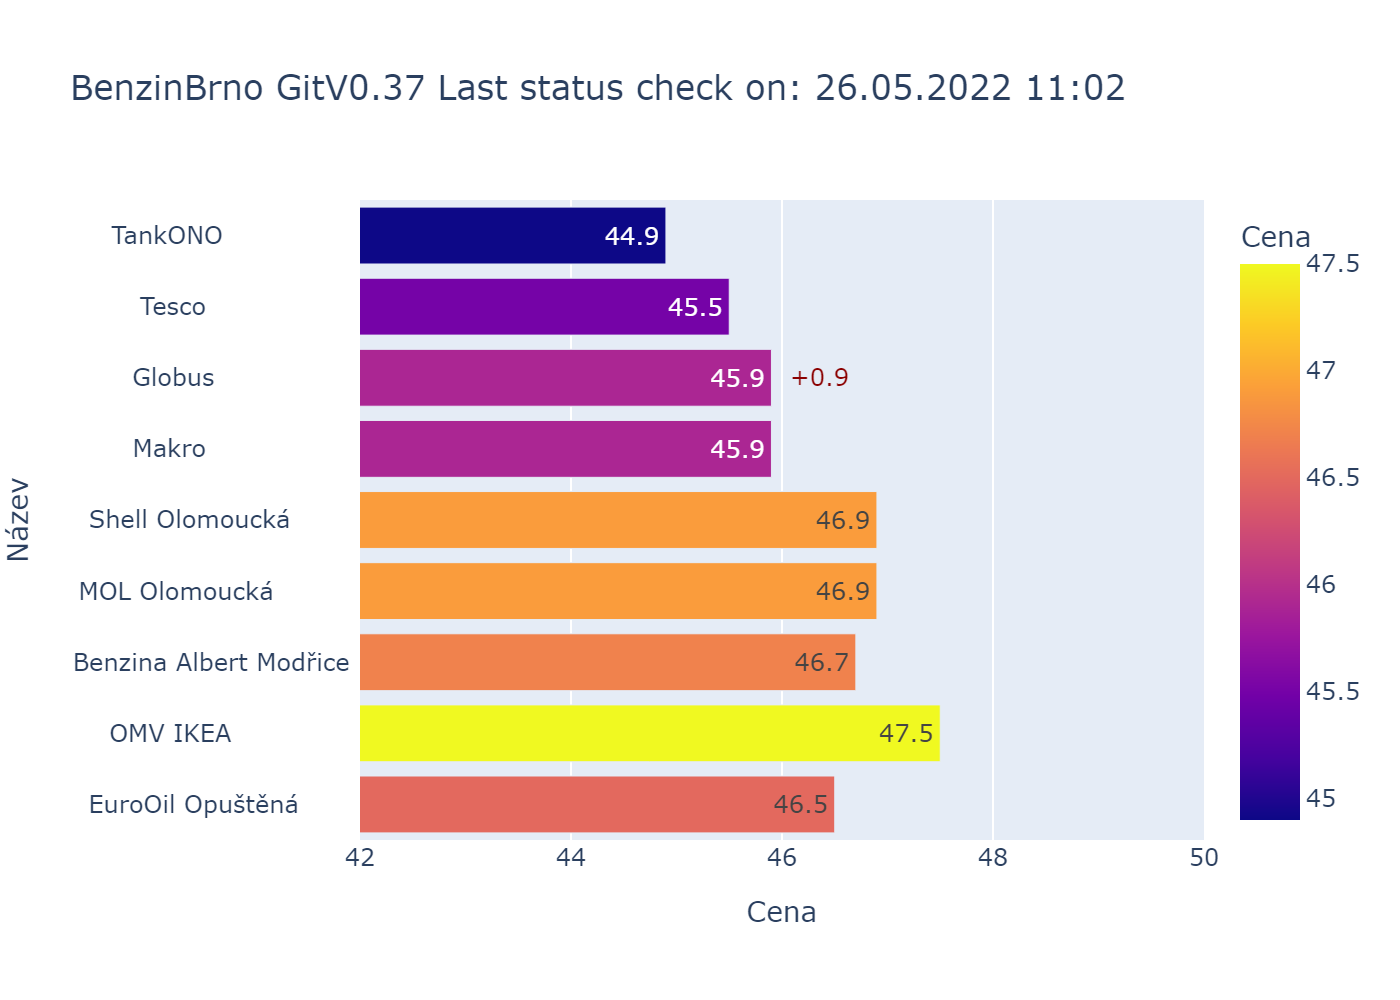 BenzinBrno GitV0.37 Last status check on: 26.05.2022 11:02
TankONO 44.9
Tesco 45.5
Globus 45.9 +0.9
Makro 45.9
Shell Olomoucká 46.9
MOL Olomoucká 46.9
Benzina Albert Modřice 46.7
OMV IKEA 47.5
EuroOil Opuštěná 46.5
Název
42 44 46 48 50
Cena
Cena
47.5
47
46.5
46
45.5
45